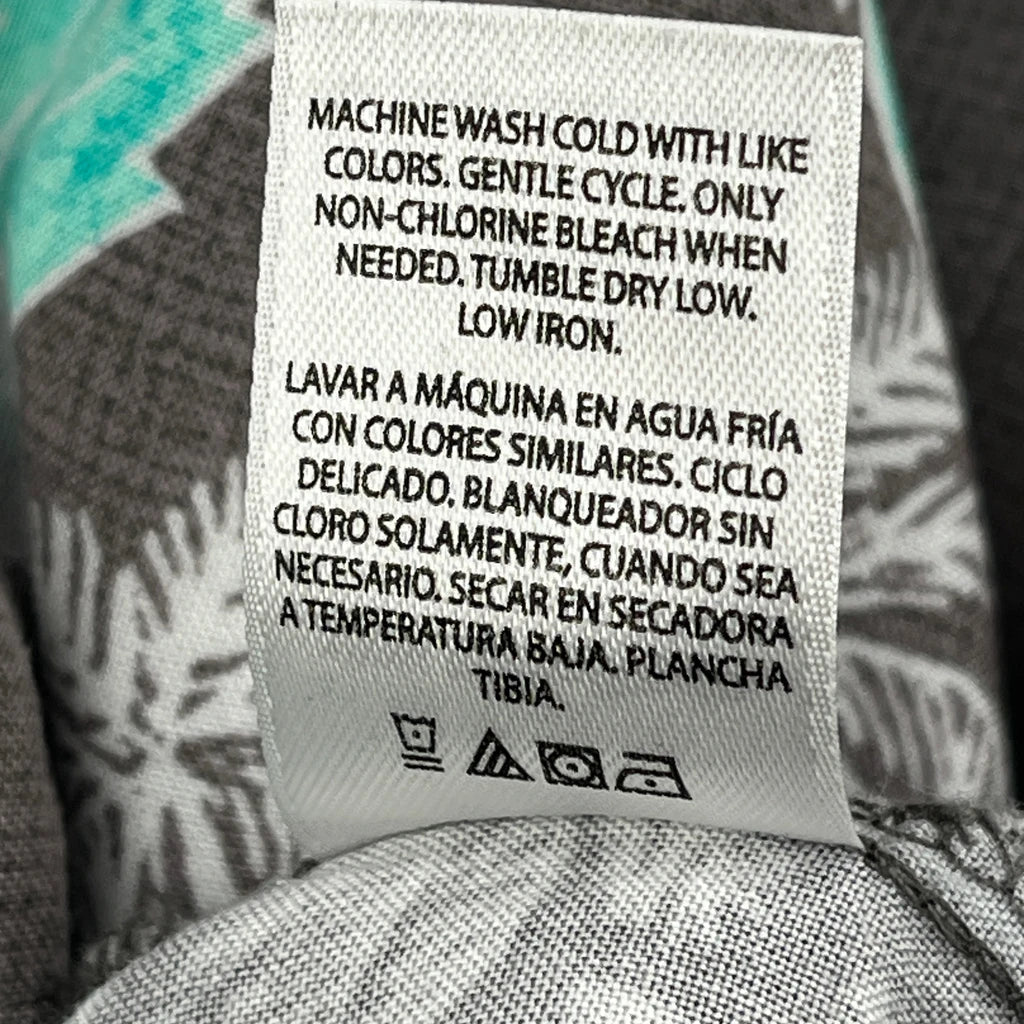 MACHINE WASH COLD WITH LIKE
COLORS. GENTLE CYCLE. ONLY
NON-CHLORINE BLEACH WHEN
NEEDED. TUMBLE DRY LOW.
LOW IRON.
LAVAR A MÁQUINA EN AGUA FRÍA
CON COLORES SIMILARES. CICLO
DELICADO. BLANQUEADOR SIN
CLORO SOLAMENTE, CUANDO SEA
NECESARIO. SECAR EN SECADORA
A TEMPERATURA BAJA. PLANCHA
TIBIA.